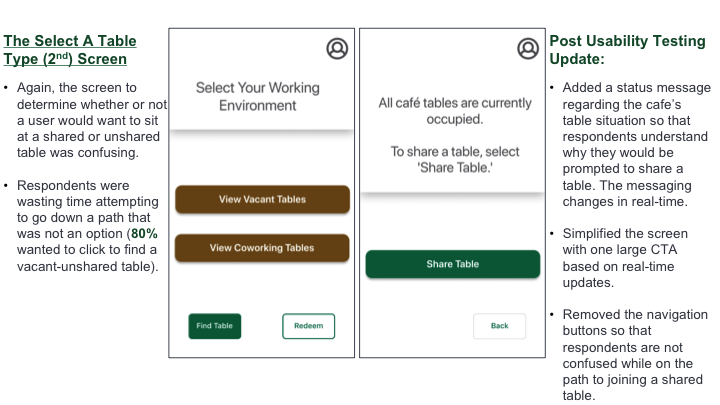 The Select A Table
Type (2nd) Screen
• Again, the screen to
determine whether or not
a user would want to sit
at a shared or unshared
table was confusing.
• Respondents were
wasting time attempting
to go down a path that
was not an option (80%
wanted to click to find a
vacant-unshared table).
Select Your Working
Environment
View Vacant Tables
View Coworking Tables
Find Table
Redeem
All café tables are currently
occupied.
To share a table, select
'Share Table.'
Share Table
Back
Post Usability Testing
Update:
• Added a status message
regarding the cafe's
table situation so that
respondents understand
why they would be
prompted to share a
table. The messaging
changes in real-time.
• Simplified the screen
with one large CTA
based on real-time
updates.
• Removed the navigation
buttons so that
respondents are not
confused while on the
path to joining a shared
table.